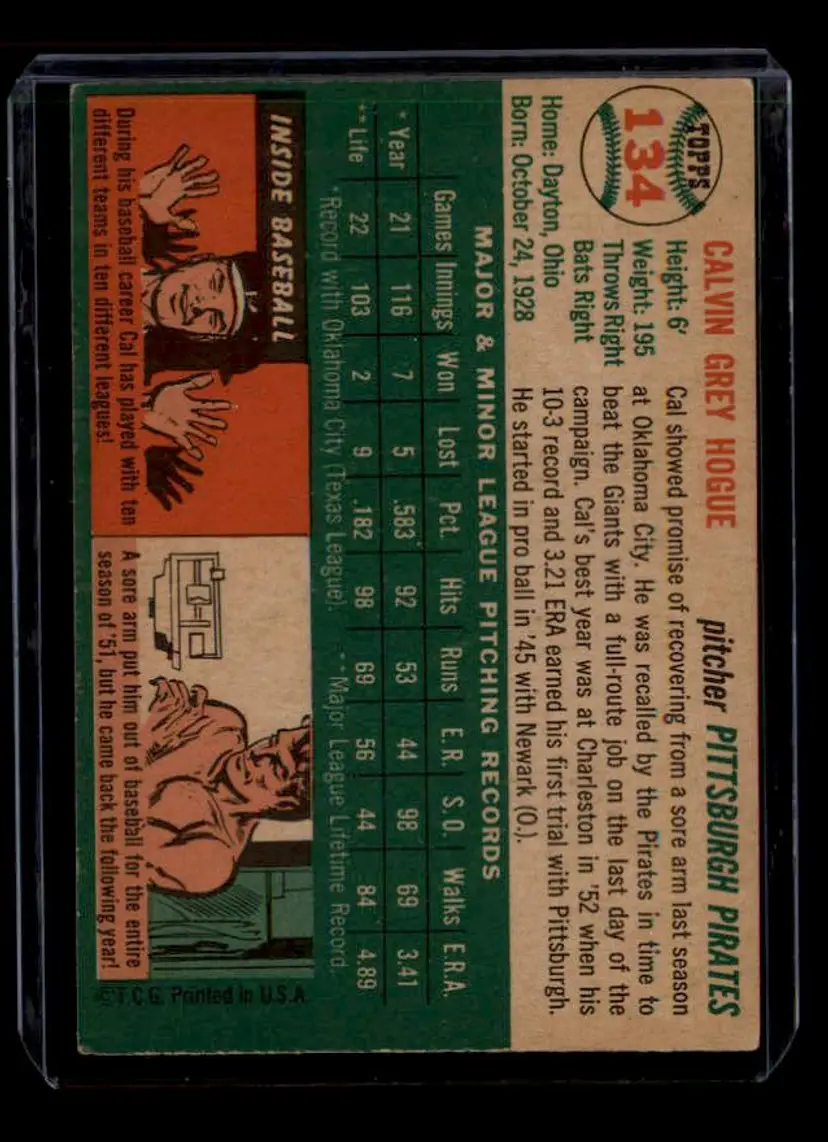 TOPPS
134
CALVIN GREY HOGUE
pitcher PITTSBURGH PIRATES
Height: 6'
Weight: 195
Throws Right
Bats Right
Home: Dayton, Ohio
Born: October 24, 1928
Cal showed promise of recovering from a sore arm last season
at Oklahoma City. He was recalled by the Pirates in time to
beat the Giants with a full-route job on the last day of the
campaign. Cal's best year was at Charleston in '52 when his
10-3 record and 3.21 ERA earned his first trial with Pittsburgh.
He started in pro ball in '45 with Newark (O.).
MAJOR & MINOR LEAGUE PITCHING RECORDS
Games Innings Won Lost Pct. Hits Runs E.R. S.O. Walks E.R.A.
* Year 21 116 7 5 .583 92 53 44 98 69 3.41
** Life 22 103 2 9 .182 98 69 56 44 84 4.89
* Record with Oklahoma City (Texas League). ** Major League Lifetime Record.
INSIDE BASEBALL
During his baseball career Cal has played with ten
different teams in ten different leagues!
A sore arm put him out of baseball for the entire
season of '51, but he came back the following year!
©T.C.G. Printed in U.S.A.